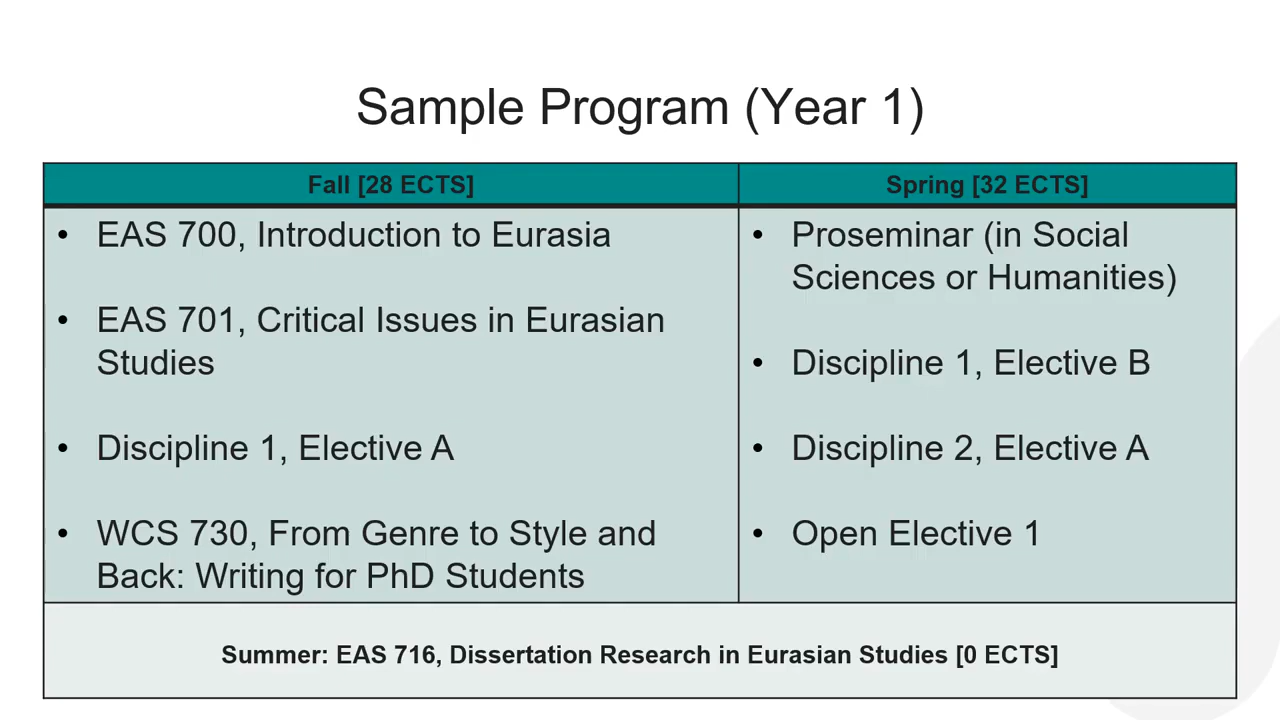 Sample Program (Year 1)
Fall [28 ECTS]
• EAS 700, Introduction to Eurasia
• EAS 701, Critical Issues in Eurasian
Studies
• Discipline 1, Elective A
• WCS 730, From Genre to Style and
Back: Writing for PhD Students
Spring [32 ECTS]
• Proseminar (in Social
Sciences or Humanities)
• Discipline 1, Elective B
• Discipline 2, Elective A
• Open Elective 1
Summer: EAS 716, Dissertation Research in Eurasian Studies [0 ECTS]